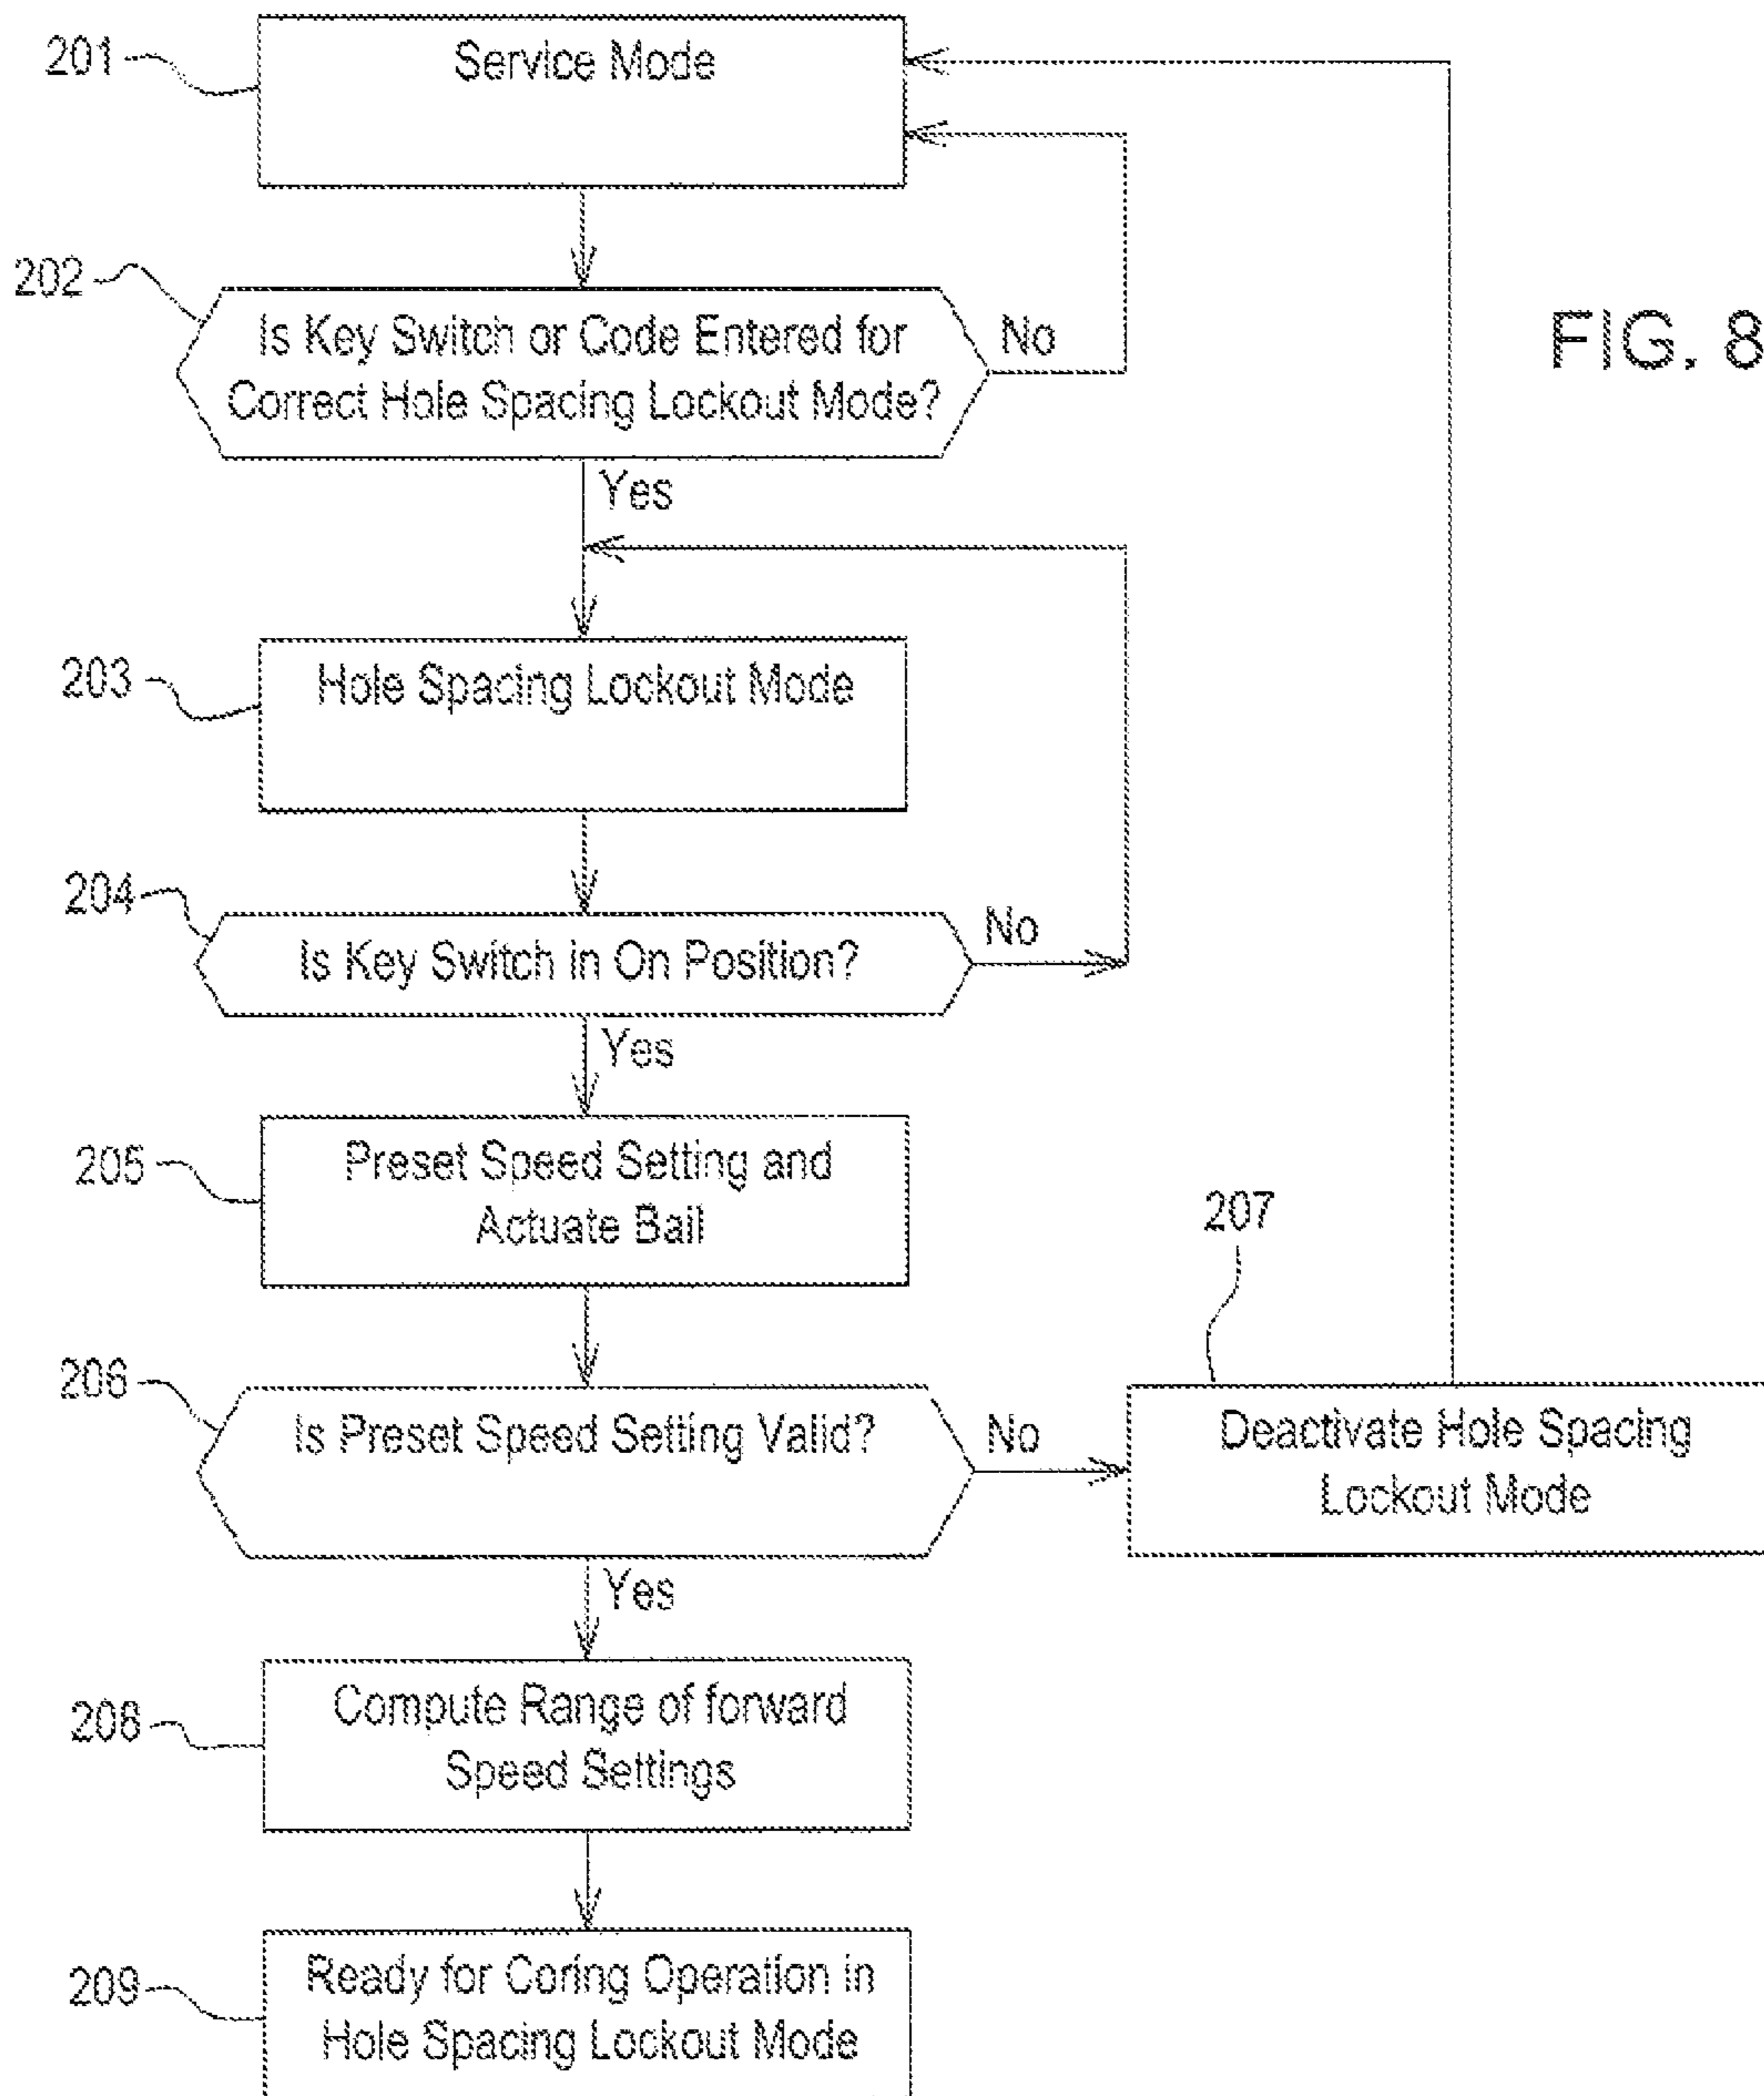 201
Service Mode
202
Is Key Switch or Code Entered for
Correct Hole Spacing Lockout Mode?
No
FIG. 8
Yes
203
Hole Spacing Lockout Mode
204
Is Key Switch in On Position?
No
Yes
205
Preset Speed Setting and
Actuate Bail
206
Is Preset Speed Setting Valid?
No
207
Deactivate Hole Spacing
Lockout Mode
Yes
208
Compute Range of forward
Speed Settings
209
Ready for Coring Operation in
Hole Spacing Lockout Mode